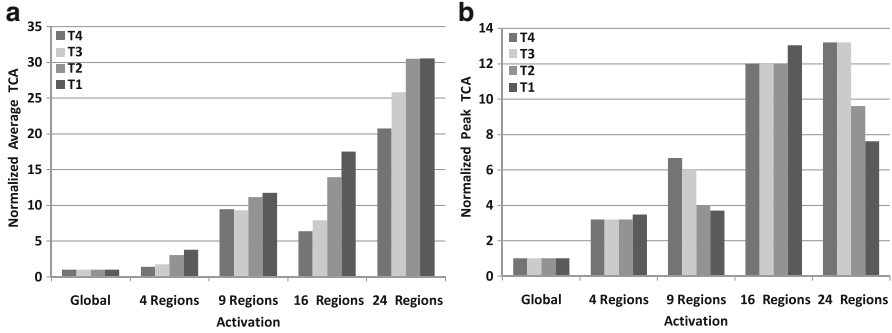 a
Normalized Average TCA
35
30
25
20
15
10
5
0
T4
T3
T2
T1
Global
4 Regions
9 Regions
16 Regions
24 Regions
Activation
b
Normalized Peak TCA
14
12
10
8
6
4
2
0
T4
T3
T2
T1
Global
4 Regions
9 Regions
16 Regions
24 Regions
Activation